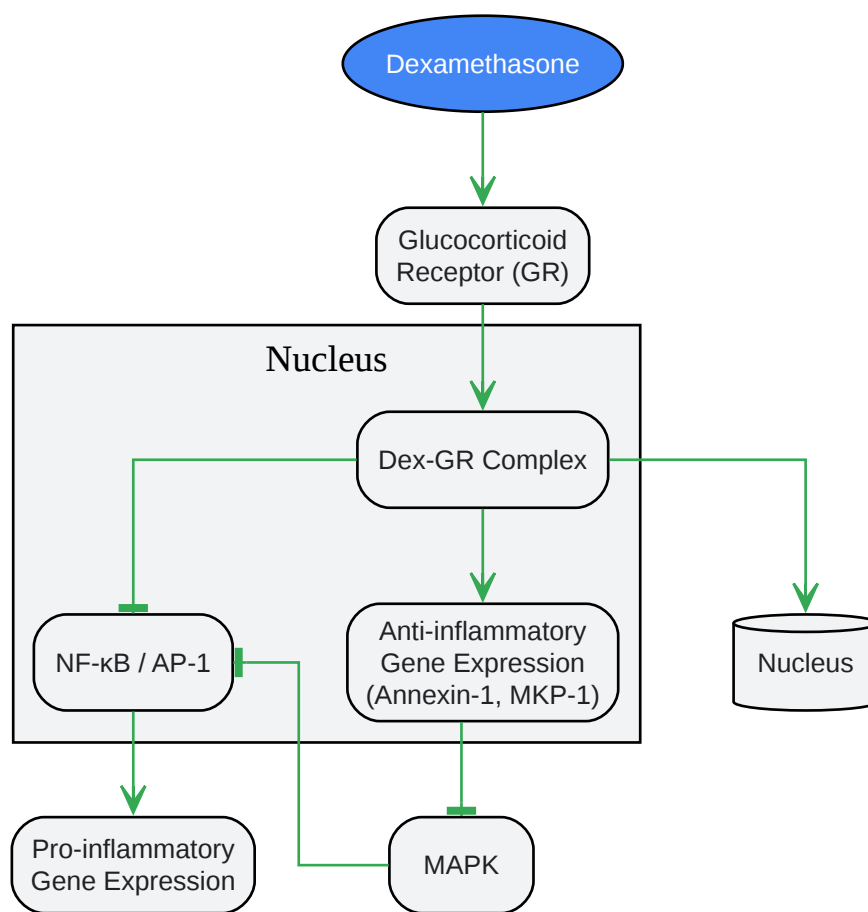 Dexamethasone
Glucocorticoid
Receptor (GR)
Nucleus
Dex-GR Complex
NF-κB / AP-1
Anti-inflammatory
Gene Expression
(Annexin-1, MKP-1)
Nucleus
Pro-inflammatory
Gene Expression
MAPK